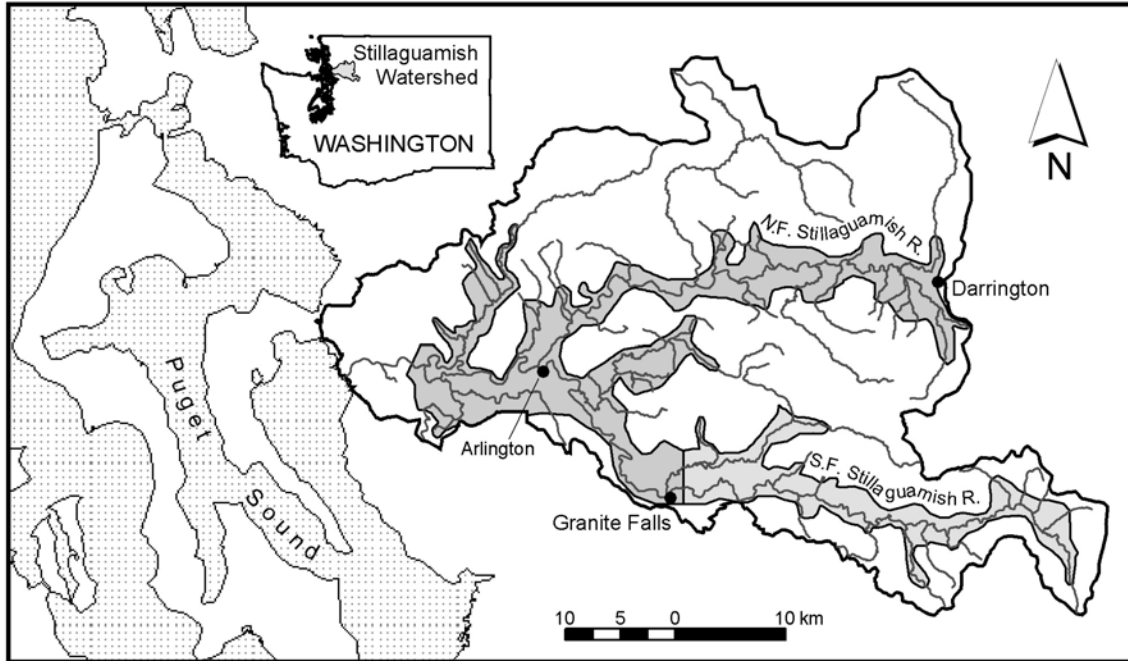 Stillaguamish
Watershed
WASHINGTON
N
N.F. Stillaguamish R.
Darrington
Puget
Sound
Arlington
S.F. Stillaguamish R.
Granite Falls
10 5 0 10 km